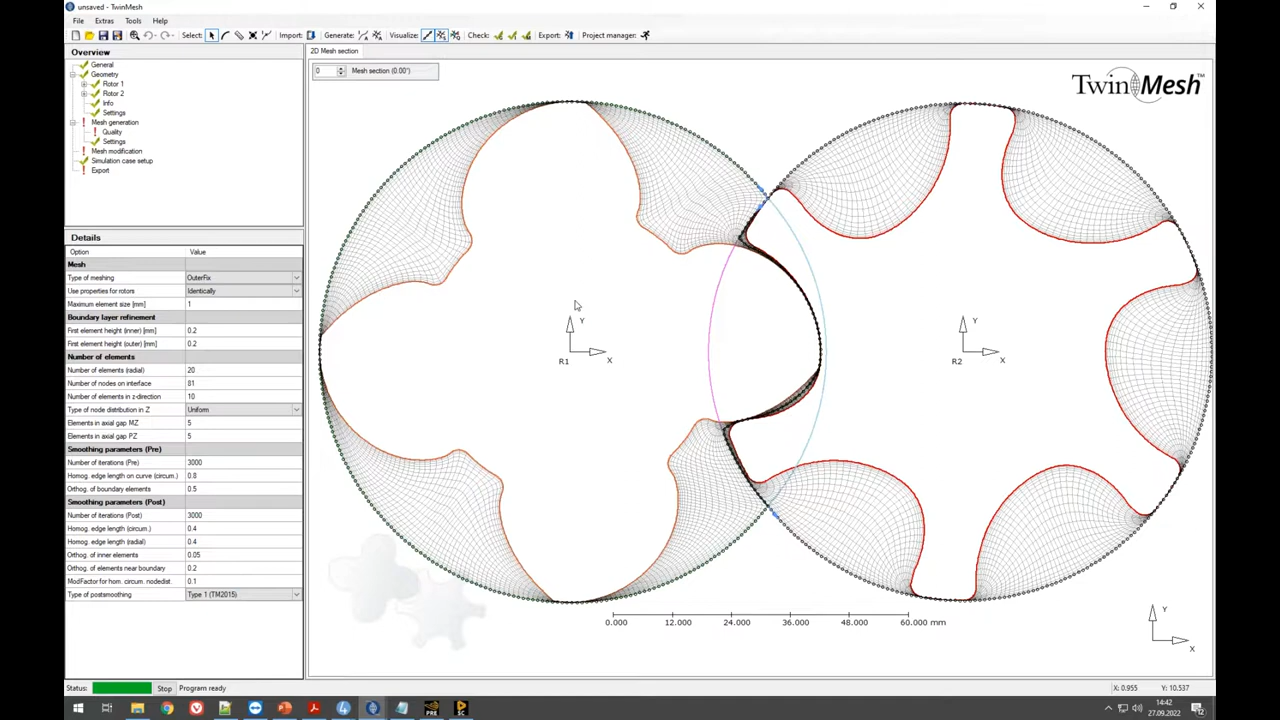 unsaved - TwinMesh
File Extras Tools Help
Select: Import: Generate: Visualize: Check: Export: Project manager:
Overview
General
Geometry
Rotor 1
Rotor 2
Info
Settings
Mesh generation
Quality
Settings
Mesh modification
Simulation case setup
Export
Details
Option Value
Mesh
Type of meshing OuterFix
Use properties for rotors Identically
Maximum element size [mm] 1
Boundary layer refinement
First element height (inner) [mm] 0.2
First element height (outer) [mm] 0.2
Number of elements
Number of elements (radial) 20
Number of nodes on interface 81
Number of elements in z-direction 10
Type of node distribution in Z Uniform
Elements in axial gap MZ 5
Elements in axial gap PZ 5
Smoothing parameters (Pre)
Number of iterations (Pre) 3000
Homog. edge length on curve (circum.) 0.8
Orthog. of boundary elements 0.5
Smoothing parameters (Post)
Number of iterations (Post) 3000
Homog. edge length (circum.) 0.4
Homog. edge length (radial) 0.4
Orthog. of inner elements 0.05
Orthog. of elements near boundary 0.2
ModFactor for hom. circum. nodedist. 0.1
Type of postsmoothing Type 1 (TM2015)
2D Mesh section
0 Mesh section (0.00°)
TwinMesh™
Y
R1 X
Y
R2 X
0.000 12.000 24.000 36.000 48.000 60.000 mm
Y
X
Status: Stop Program ready X: 0.955 Y: 10.537
PRE SC
14:42
27.09.2022